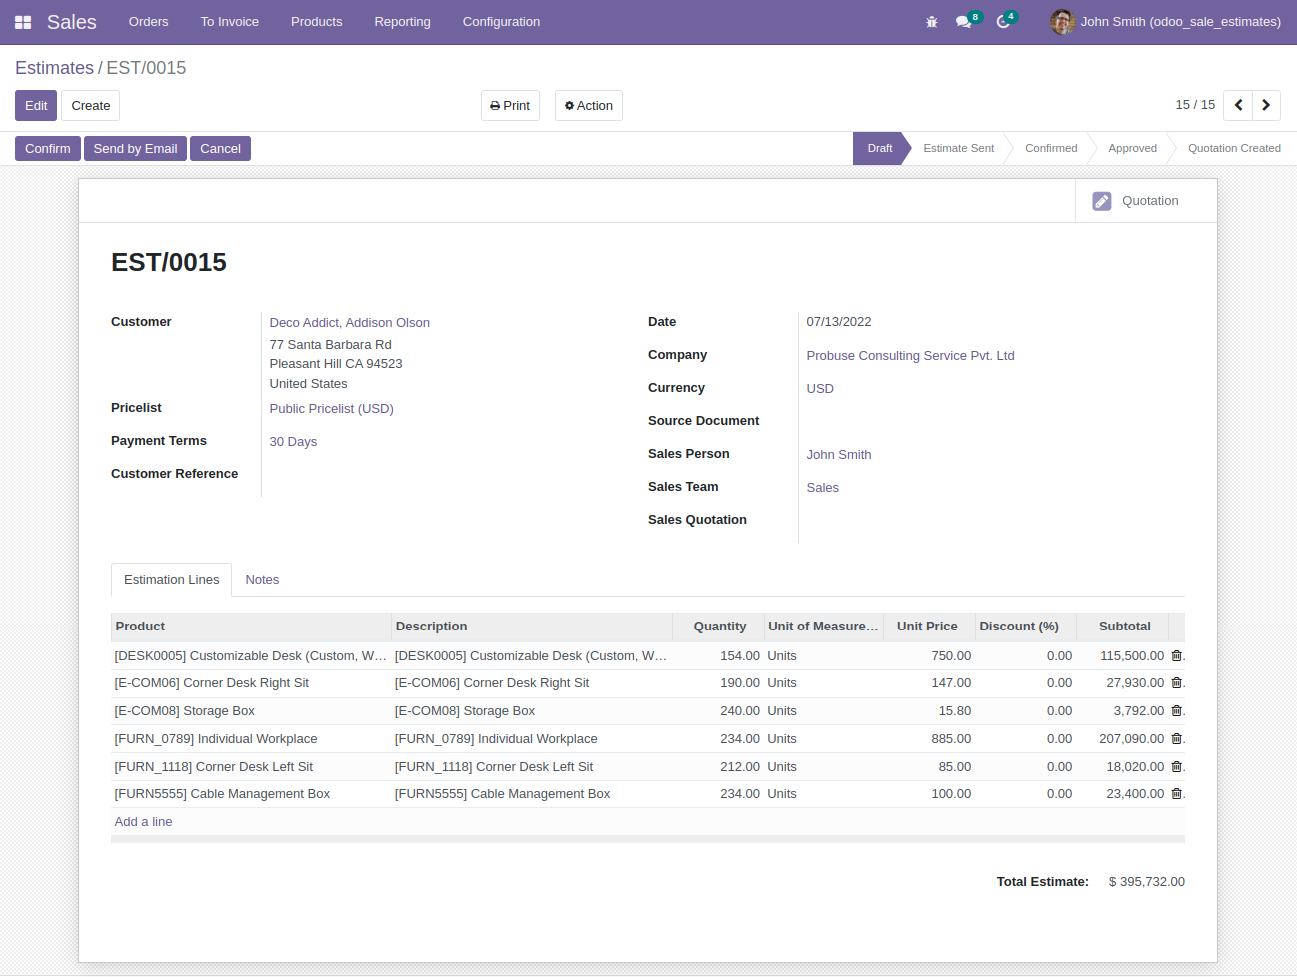 Sales Orders To Invoice Products Reporting Configuration 8 4 John Smith (odoo_sale_estimates)
Estimates / EST/0015
Edit Create Print Action 15 / 15
Confirm Send by Email Cancel Draft Estimate Sent Confirmed Approved Quotation Created
Quotation
EST/0015
Customer Deco Addict, Addison Olson
77 Santa Barbara Rd
Pleasant Hill CA 94523
United States
Pricelist Public Pricelist (USD)
Payment Terms 30 Days
Customer Reference
Date 07/13/2022
Company Probuse Consulting Service Pvt. Ltd
Currency USD
Source Document
Sales Person John Smith
Sales Team Sales
Sales Quotation
Estimation Lines Notes
Product Description Quantity Unit of Measure... Unit Price Discount (%) Subtotal
[DESK0005] Customizable Desk (Custom, W... [DESK0005] Customizable Desk (Custom, W... 154.00 Units 750.00 0.00 115,500.00
[E-COM06] Corner Desk Right Sit [E-COM06] Corner Desk Right Sit 190.00 Units 147.00 0.00 27,930.00
[E-COM08] Storage Box [E-COM08] Storage Box 240.00 Units 15.80 0.00 3,792.00
[FURN_0789] Individual Workplace [FURN_0789] Individual Workplace 234.00 Units 885.00 0.00 207,090.00
[FURN_1118] Corner Desk Left Sit [FURN_1118] Corner Desk Left Sit 212.00 Units 85.00 0.00 18,020.00
[FURN5555] Cable Management Box [FURN5555] Cable Management Box 234.00 Units 100.00 0.00 23,400.00
Add a line
Total Estimate: $ 395,732.00